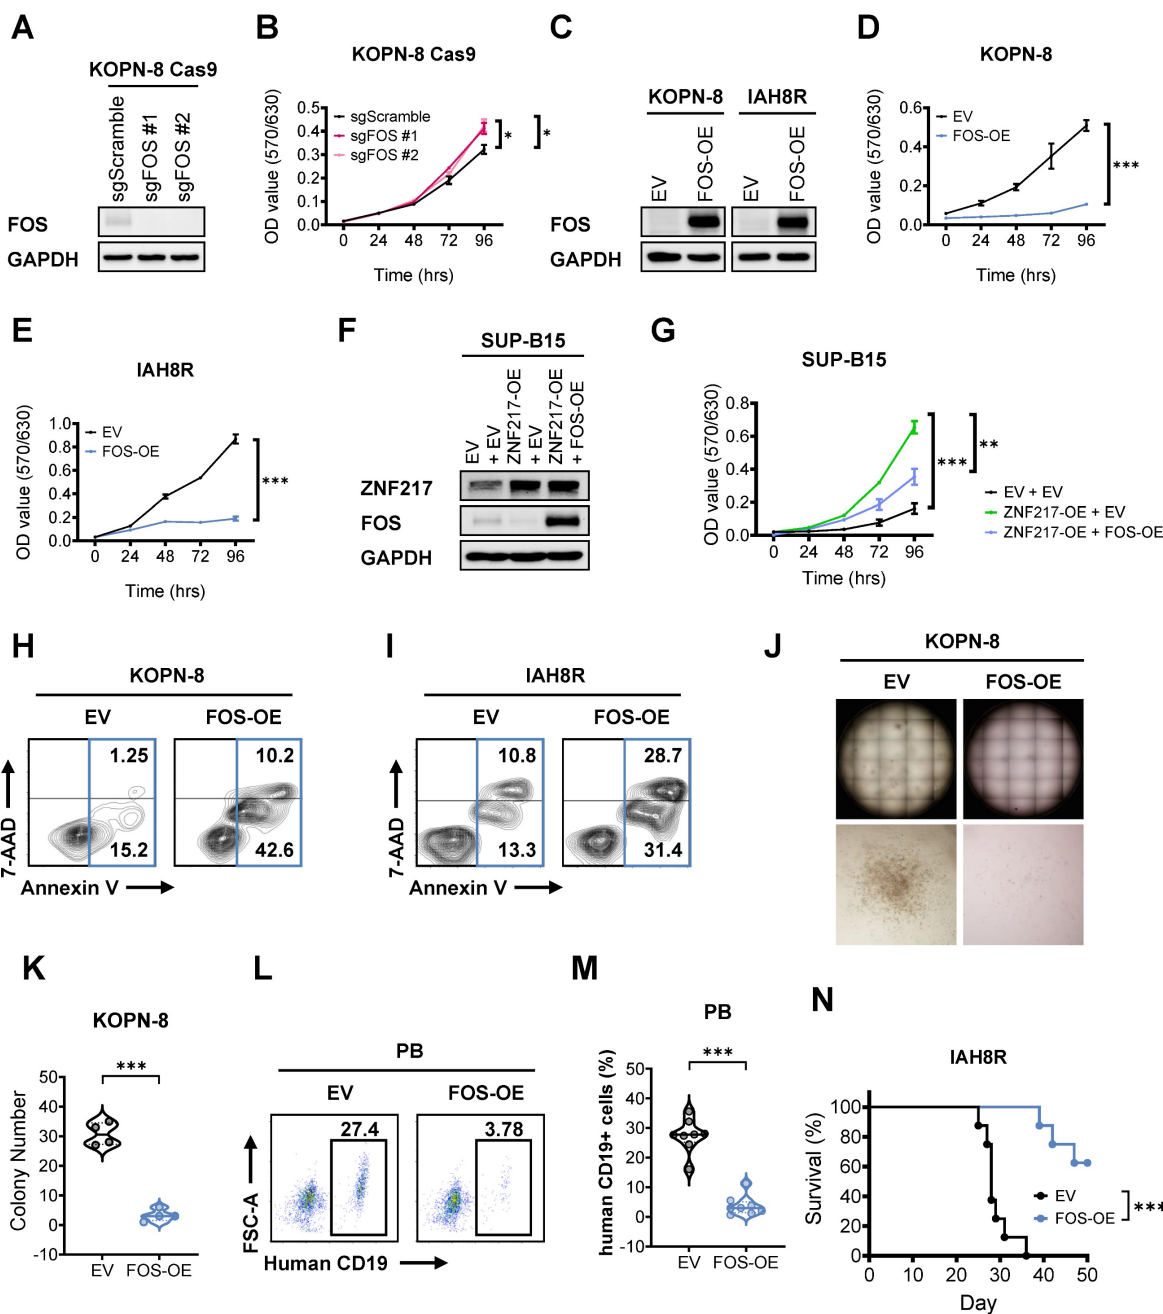 A
KOPN-8 Cas9
sgScramble
sgFOS #1
sgFOS #2
FOS
GAPDH
B
KOPN-8 Cas9
OD value (570/630)
0.5
0.4
0.3
0.2
0.1
0.0
sgScramble
sgFOS #1
sgFOS #2
*
*
0 24 48 72 96
Time (hrs)
C
KOPN-8 IAH8R
EV
FOS-OE
EV
FOS-OE
FOS
GAPDH
D
KOPN-8
OD value (570/630)
0.6
0.4
0.2
0.0
EV
FOS-OE
***
0 24 48 72 96
Time (hrs)
E
IAH8R
OD value (570/630)
1.0
0.8
0.6
0.4
0.2
0.0
EV
FOS-OE
***
0 24 48 72 96
Time (hrs)
F
SUP-B15
EV
+ EV
ZNF217-OE
+ EV
ZNF217-OE
+ FOS-OE
ZNF217
FOS
GAPDH
G
SUP-B15
OD value (570/630)
0.8
0.6
0.4
0.2
0.0
***
**
EV + EV
ZNF217-OE + EV
ZNF217-OE + FOS-OE
0 24 48 72 96
Time (hrs)
H
KOPN-8
EV FOS-OE
7-AAD
1.25
15.2
10.2
42.6
Annexin V
I
IAH8R
EV FOS-OE
7-AAD
10.8
13.3
28.7
31.4
Annexin V
J
KOPN-8
EV FOS-OE
K
KOPN-8
***
Colony Number
50
40
30
20
10
0
-10
EV FOS-OE
L
PB
EV FOS-OE
27.4 3.78
FSC-A
Human CD19
M
PB
***
human CD19+ cells (%)
50
40
30
20
10
0
-10
EV FOS-OE
N
IAH8R
Survival (%)
100
80
60
40
20
0
EV
FOS-OE
***
0 10 20 30 40 50
Day